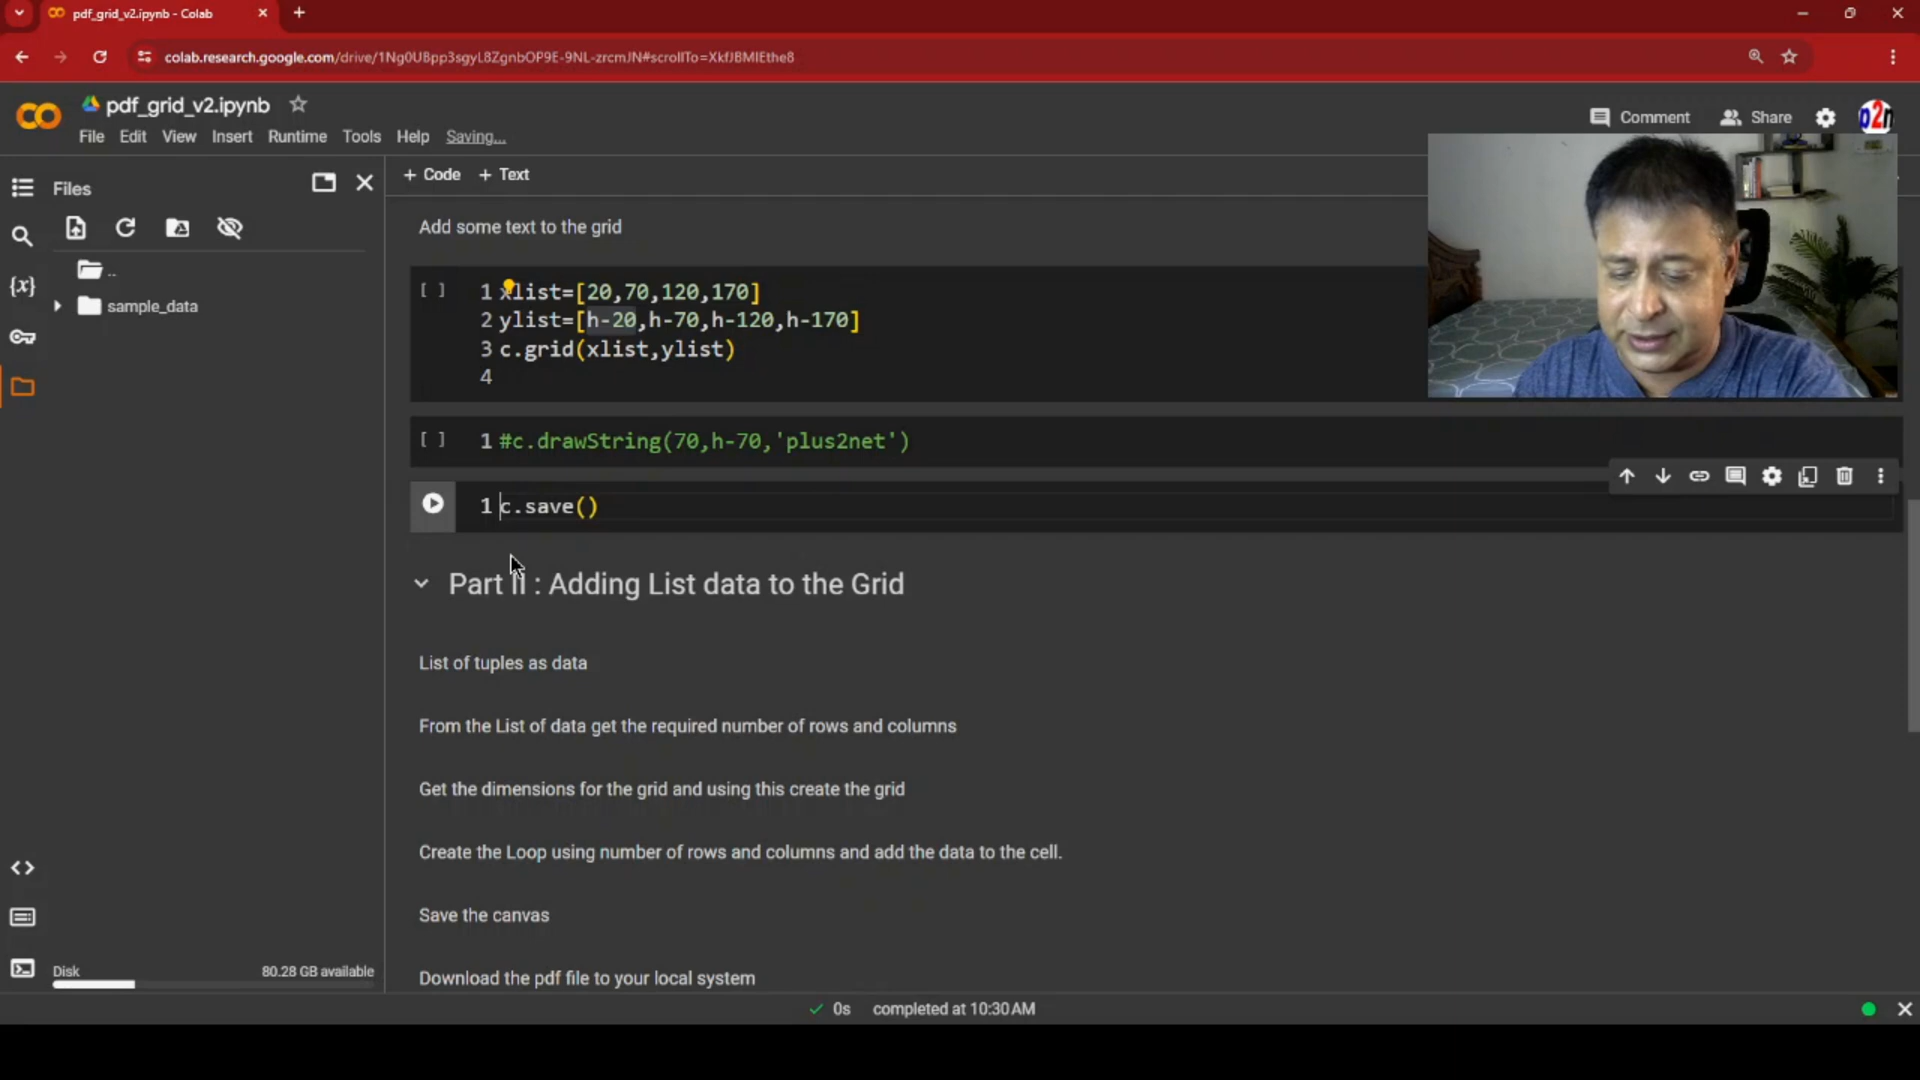 pdf_grid_v2.ipynb - Colab
colab.research.google.com/drive/1Ng0U8pp3sgyL8ZgnbOP9E-9NL-zrcmJN#scrollTo=XkfJBMIEthe8
pdf_grid_v2.ipynb
Comment
Share
File Edit View Insert Runtime Tools Help Saving...
Files
+ Code + Text
Add some text to the grid
..
sample_data
[ ] 1 xlist=[20,70,120,170]
2 ylist=[h-20,h-70,h-120,h-170]
3 c.grid(xlist,ylist)
4
[ ] 1 #c.drawString(70,h-70,'plus2net')
1 c.save()
Part II : Adding List data to the Grid
List of tuples as data
From the List of data get the required number of rows and columns
Get the dimensions for the grid and using this create the grid
Create the Loop using number of rows and columns and add the data to the cell.
Save the canvas
Download the pdf file to your local system
Disk 80.28 GB available
0s completed at 10:30 AM